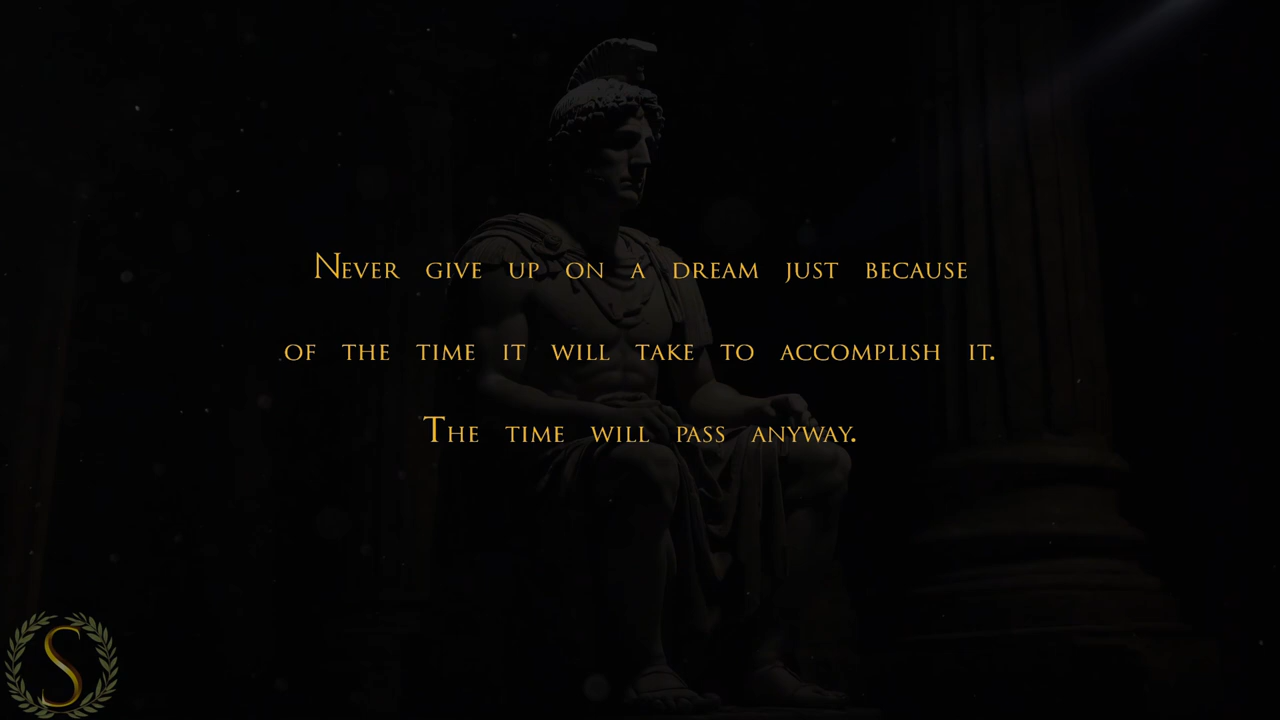 Never give up on a dream just because
of the time it will take to accomplish it.
The time will pass anyway.
S